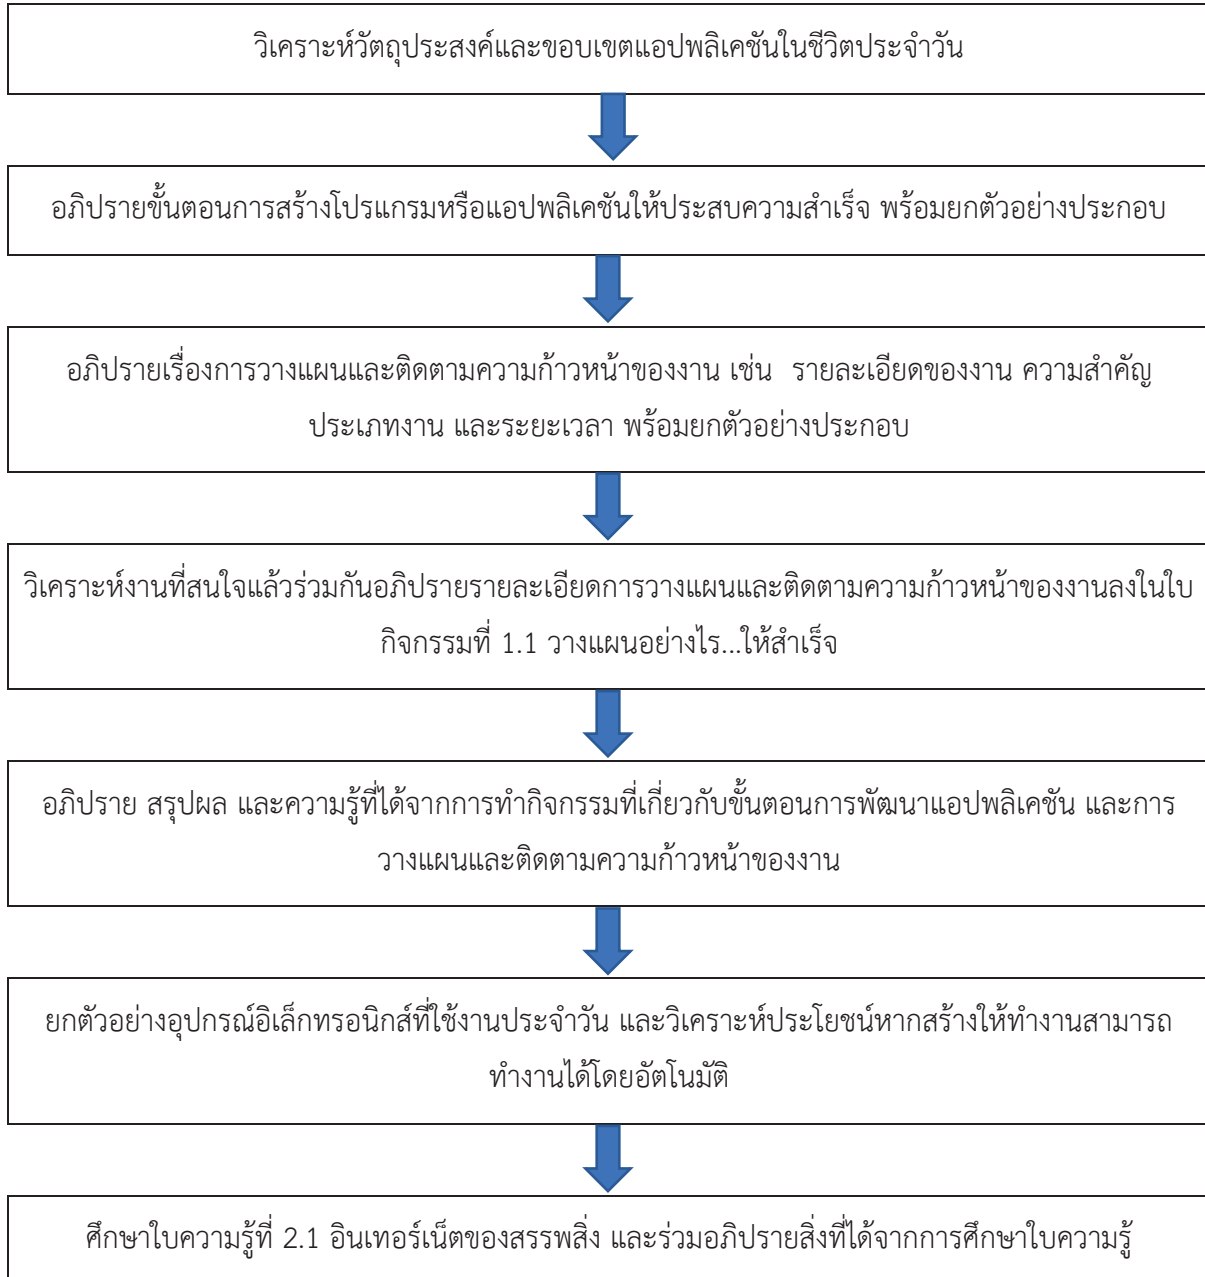 วิเคราะห์วัตถุประสงค์และขอบเขตแอปพลิเคชันในชีวิตประจำวัน
อภิปรายขั้นตอนการสร้างโปรแกรมหรือแอปพลิเคชันให้ประสบความสำเร็จ พร้อมยกตัวอย่างประกอบ
อภิปรายเรื่องการวางแผนและติดตามความก้าวหน้าของงาน เช่น รายละเอียดของงาน ความสำคัญ
ประเภทงาน และระยะเวลา พร้อมยกตัวอย่างประกอบ
วิเคราะห์งานที่สนใจแล้วร่วมกันอภิปรายรายละเอียดการวางแผนและติดตามความก้าวหน้าของงานลงในใบ
กิจกรรมที่ 1.1 วางแผนอย่างไร...ให้สำเร็จ
อภิปราย สรุปผล และความรู้ที่ได้จากการทำกิจกรรมที่เกี่ยวกับขั้นตอนการพัฒนาแอปพลิเคชัน และการ
วางแผนและติดตามความก้าวหน้าของงาน
ยกตัวอย่างอุปกรณ์อิเล็กทรอนิกส์ที่ใช้งานประจำวัน และวิเคราะห์ประโยชน์หากสร้างให้ทำงานสามารถ
ทำงานได้โดยอัตโนมัติ
ศึกษาใบความรู้ที่ 2.1 อินเทอร์เน็ตของสรรพสิ่ง และร่วมอภิปรายสิ่งที่ได้จากการศึกษาใบความรู้